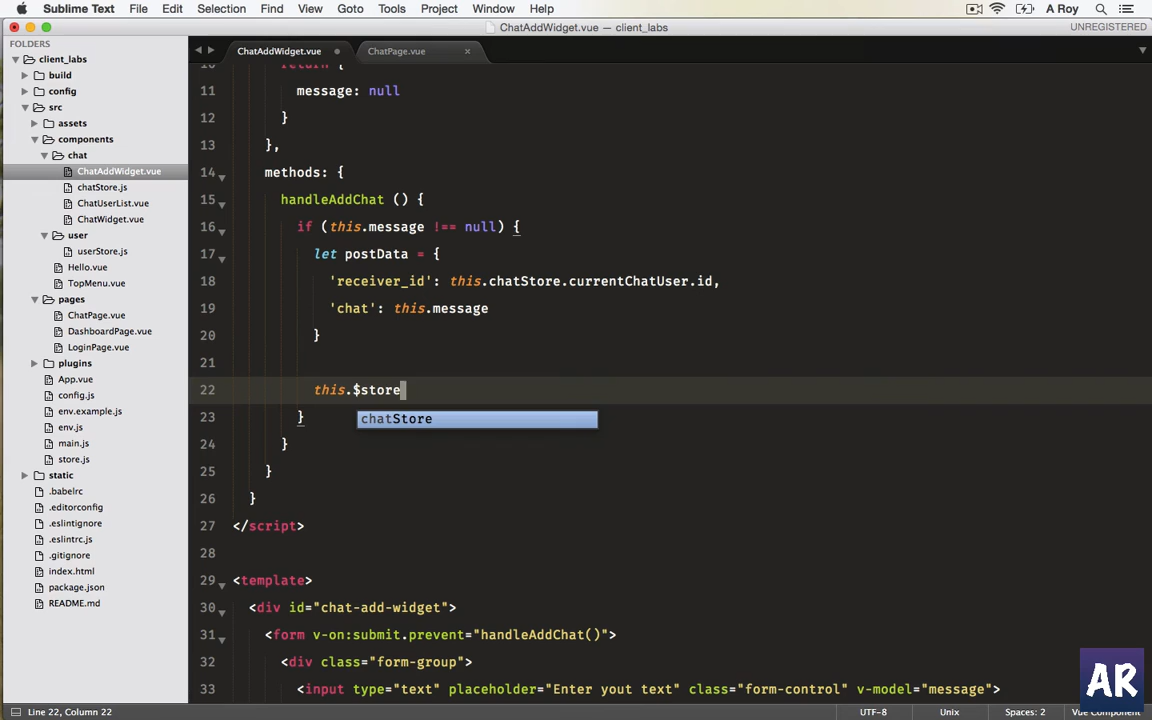 Sublime Text File Edit Selection Find View Goto Tools Project Window Help A Roy
ChatAddWidget.vue — client_labs UNREGISTERED
FOLDERS
client_labs
build
config
src
assets
components
chat
ChatAddWidget.vue
chatStore.js
ChatUserList.vue
ChatWidget.vue
user
userStore.js
Hello.vue
TopMenu.vue
pages
ChatPage.vue
DashboardPage.vue
LoginPage.vue
plugins
App.vue
config.js
env.example.js
env.js
main.js
store.js
static
.babelrc
.editorconfig
.eslintignore
.eslintrc.js
.gitignore
index.html
package.json
README.md
ChatAddWidget.vue ChatPage.vue
10 return {
11 message: null
12 }
13 },
14 methods: {
15 handleAddChat () {
16 if (this.message !== null) {
17 let postData = {
18 'receiver_id': this.chatStore.currentChatUser.id,
19 'chat': this.message
20 }
21
22 this.$store
chatStore
23 }
24 }
25 }
26 }
27 </script>
28
29 <template>
30 <div id="chat-add-widget">
31 <form v-on:submit.prevent="handleAddChat()">
32 <div class="form-group">
33 <input type="text" placeholder="Enter yout text" class="form-control" v-model="message">
AR
Line 22, Column 22 UTF-8 Unix Spaces: 2 Vue Component